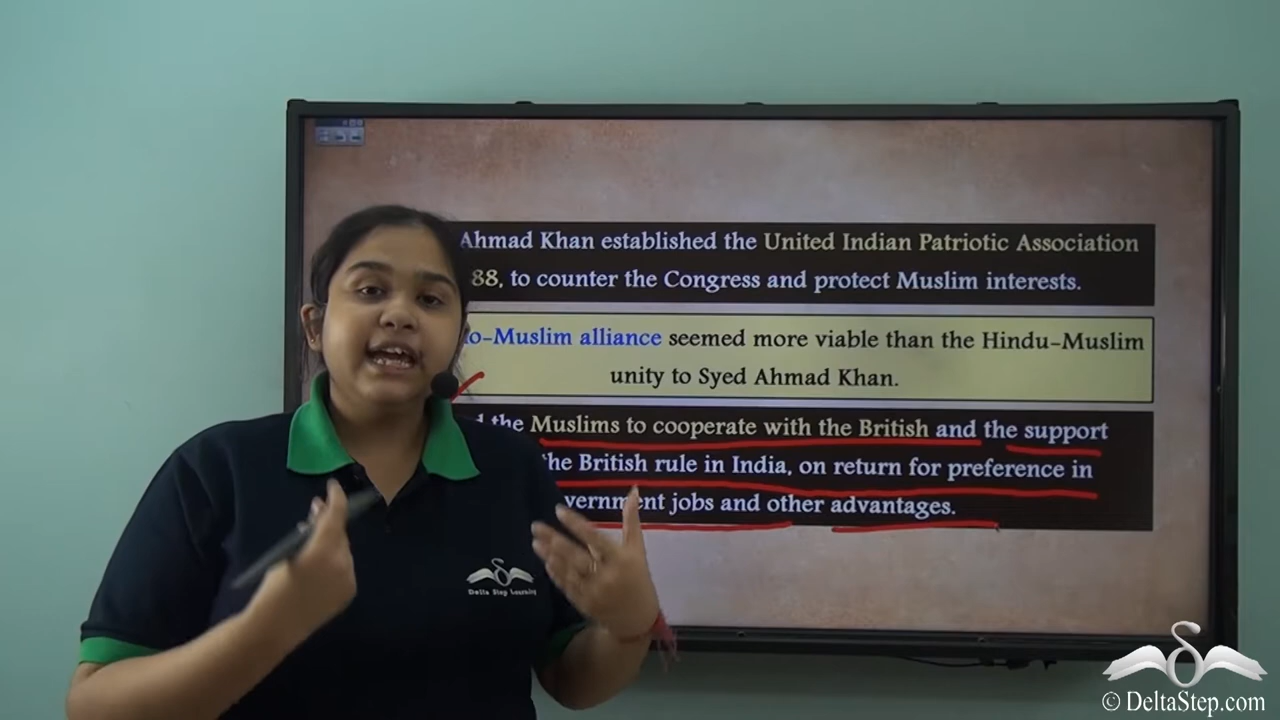 Ahmad Khan established the United Indian Patriotic Association
88, to counter the Congress and protect Muslim interests.
o-Muslim alliance seemed more viable than the Hindu-Muslim
unity to Syed Ahmad Khan.
the Muslims to cooperate with the British and the support
the British rule in India, on return for preference in
vernment jobs and other advantages.
Delta Step Learning
© DeltaStep.com